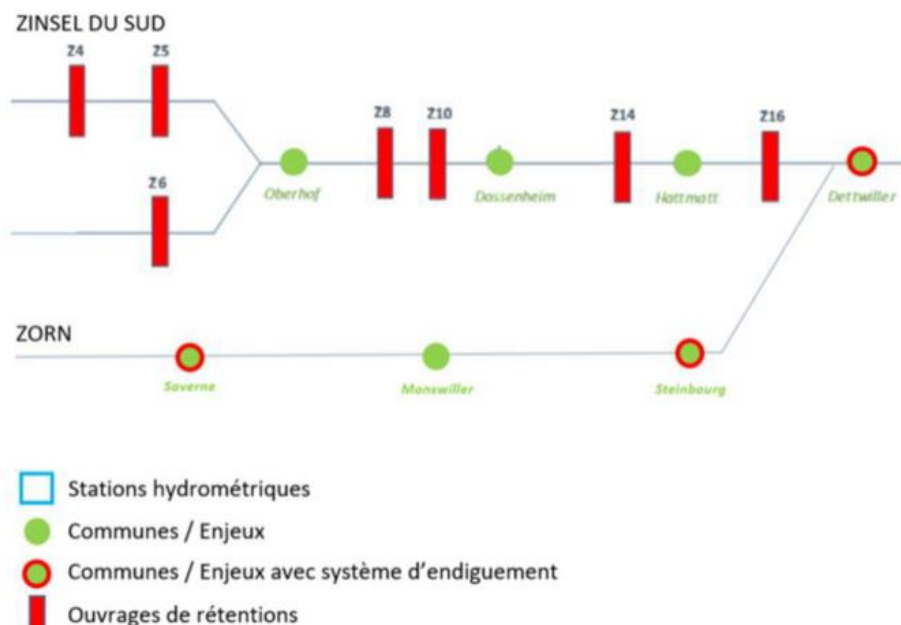 ZINSEL DU SUD
Z4 Z5
Z8 Z10 Z14 Z16
Oberhof Dossenheim Hattmatt Dettwiller
Z6
ZORN
Saverne Monswiller Steinbourg
Stations hydrométriques
Communes / Enjeux
Communes / Enjeux avec système d'endiguement
Ouvrages de rétentions